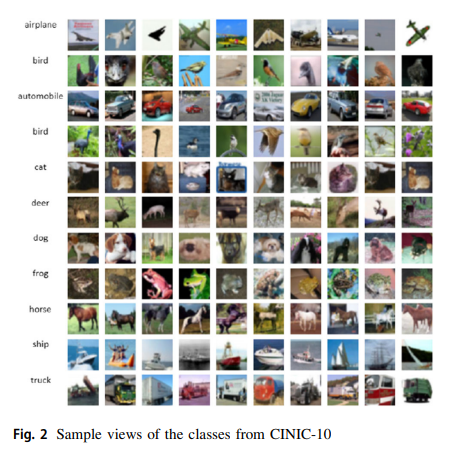 airplane
bird
automobile
bird
cat
deer
dog
frog
horse
ship
truck
Fig. 2 Sample views of the classes from CINIC-10